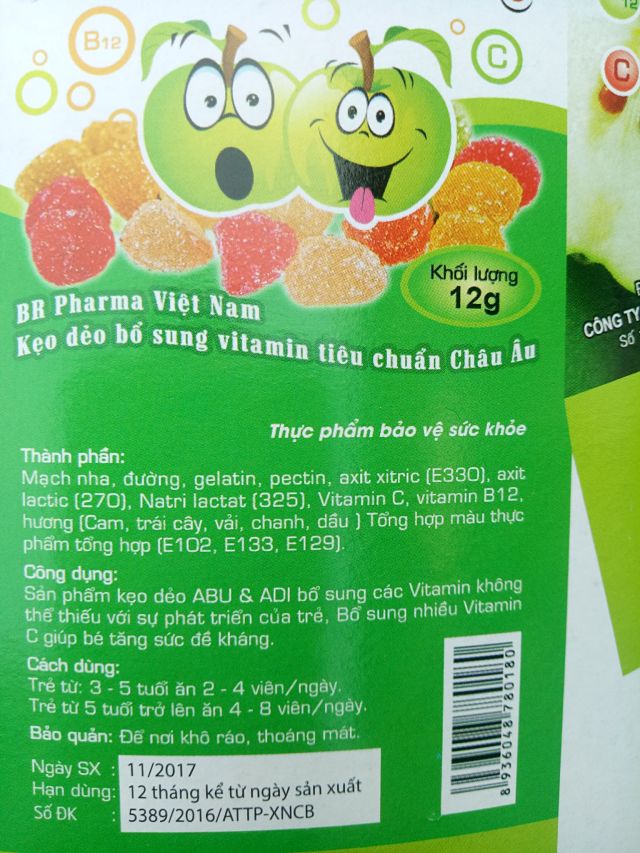 12
B12
C
C
Khối lượng
12g
BR Pharma Việt Nam
Kẹo dẻo bổ sung vitamin tiêu chuẩn Châu Âu
CÔNG TY
Số
Thực phẩm bảo vệ sức khỏe
Thành phần:
Mạch nha, đường, gelatin, pectin, axit xitric (E330), axit
lactic (270), Natri lactat (325), Vitamin C, vitamin B12,
hương (Cam, trái cây, vải, chanh, dầu ) Tổng hợp màu thực
phẩm tổng hợp (E102, E133, E129).
Công dụng:
Sản phẩm kẹo dẻo ABU & ADI bổ sung các Vitamin không
thể thiếu với sự phát triển của trẻ, Bổ sung nhiều Vitamin
C giúp bé tăng sức đề kháng.
Cách dùng:
Trẻ từ: 3 - 5 tuổi ăn 2 - 4 viên/ngày.
Trẻ từ 5 tuổi trở lên ăn 4 - 8 viên/ngày.
Bảo quản: Để nơi khô ráo, thoáng mát.
Ngày SX : 11/2017
Hạn dùng: 12 tháng kể từ ngày sản xuất
Số ĐK : 5389/2016/ATTP-XNCB
8936048780180